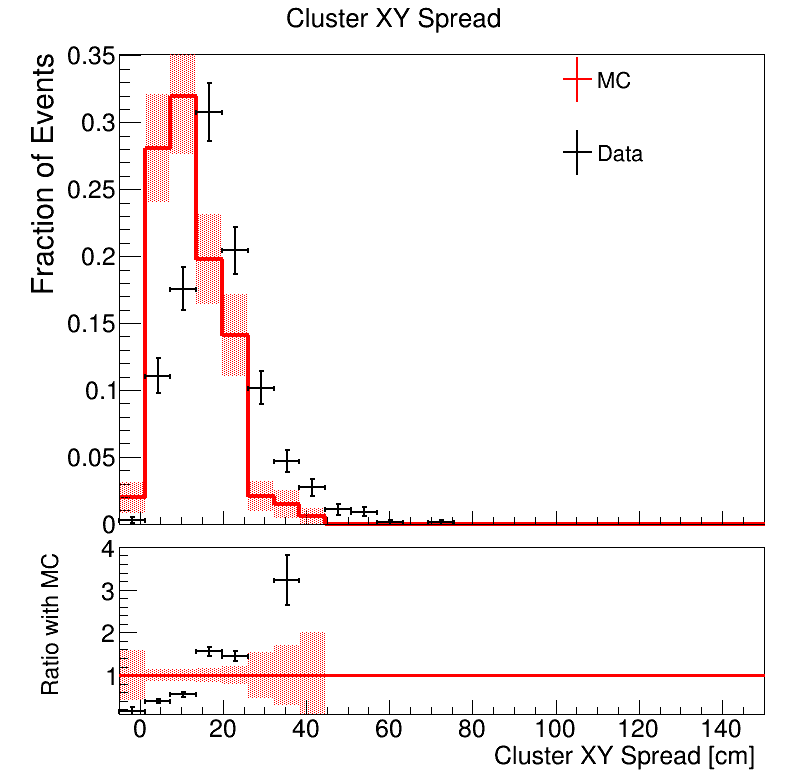 Cluster XY Spread
Fraction of Events
0.35
0.3
0.25
0.2
0.15
0.1
0.05
0
MC
Data
Ratio with MC
4
3
2
1
0 20 40 60 80 100 120 140
Cluster XY Spread [cm]